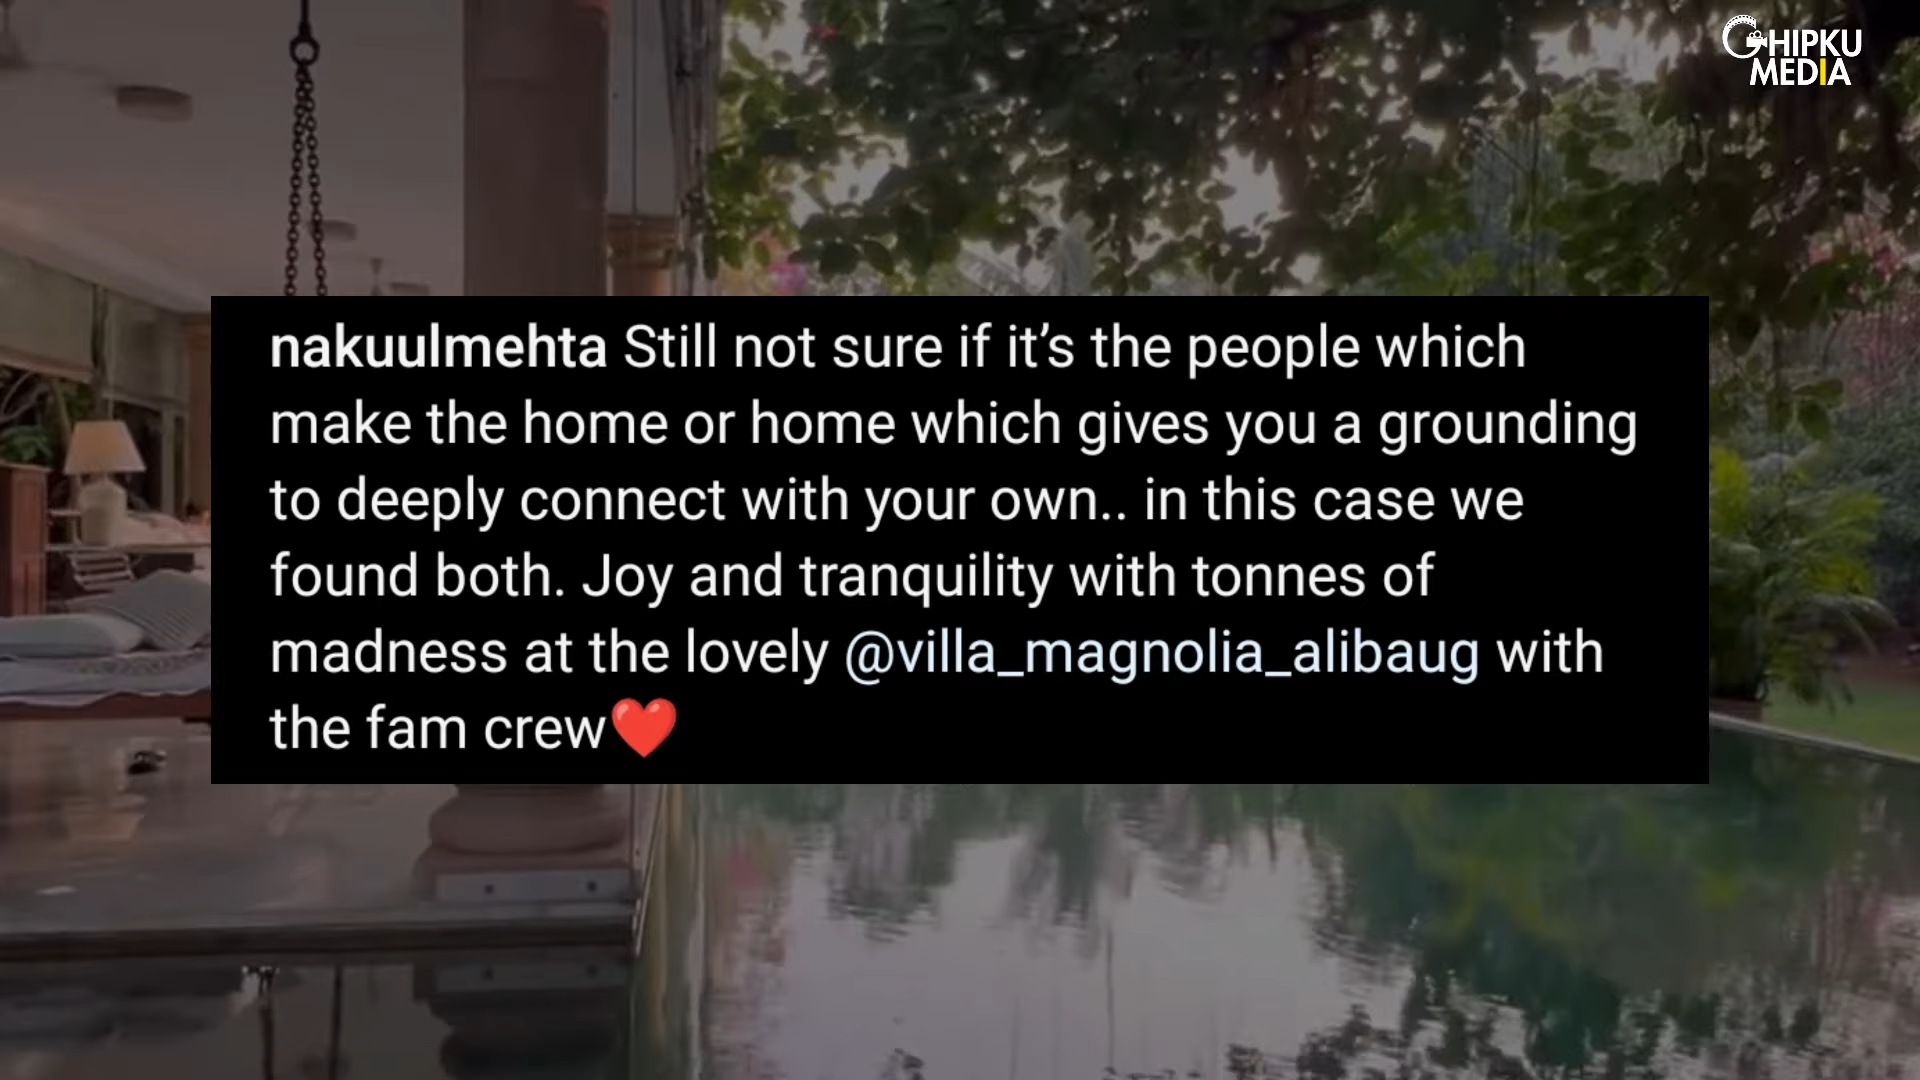 CHIPKU
MEDIA
nakuulmehta Still not sure if it’s the people which
make the home or home which gives you a grounding
to deeply connect with your own.. in this case we
found both. Joy and tranquility with tonnes of
madness at the lovely @villa_magnolia_alibaug with
the fam crew❤️